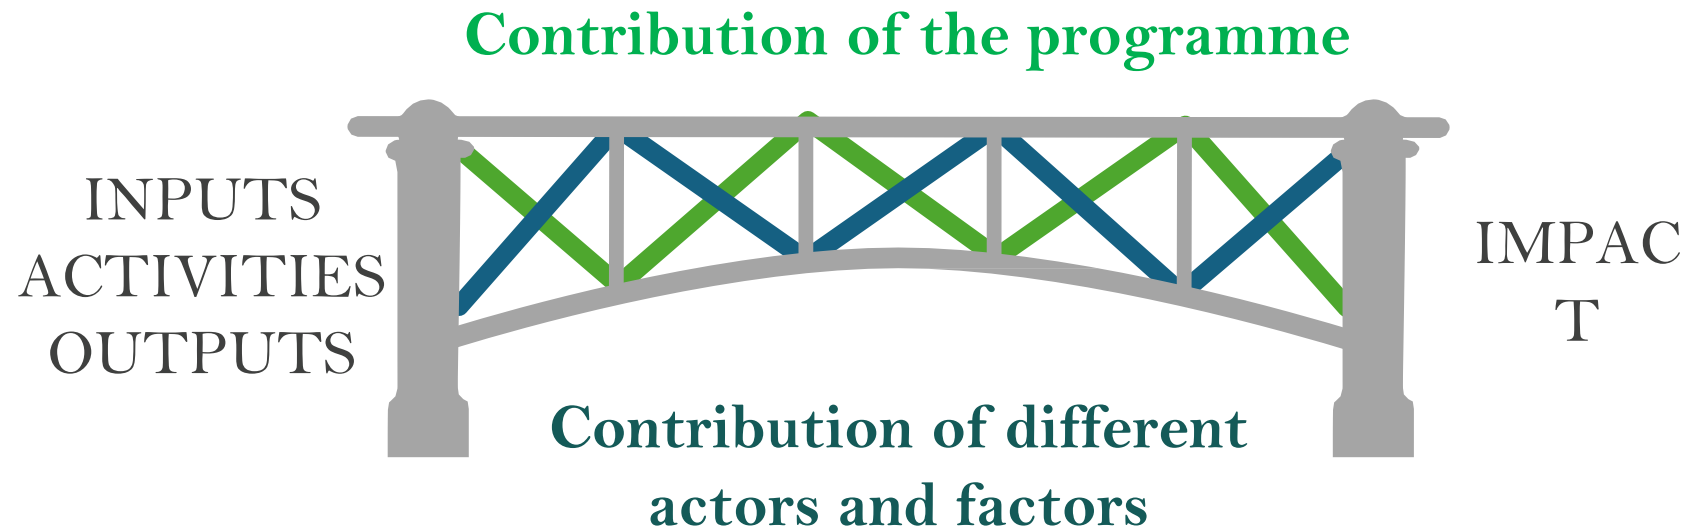 Contribution of the programme
INPUTS
ACTIVITIES
OUTPUTS
IMPAC
T
Contribution of different
actors and factors